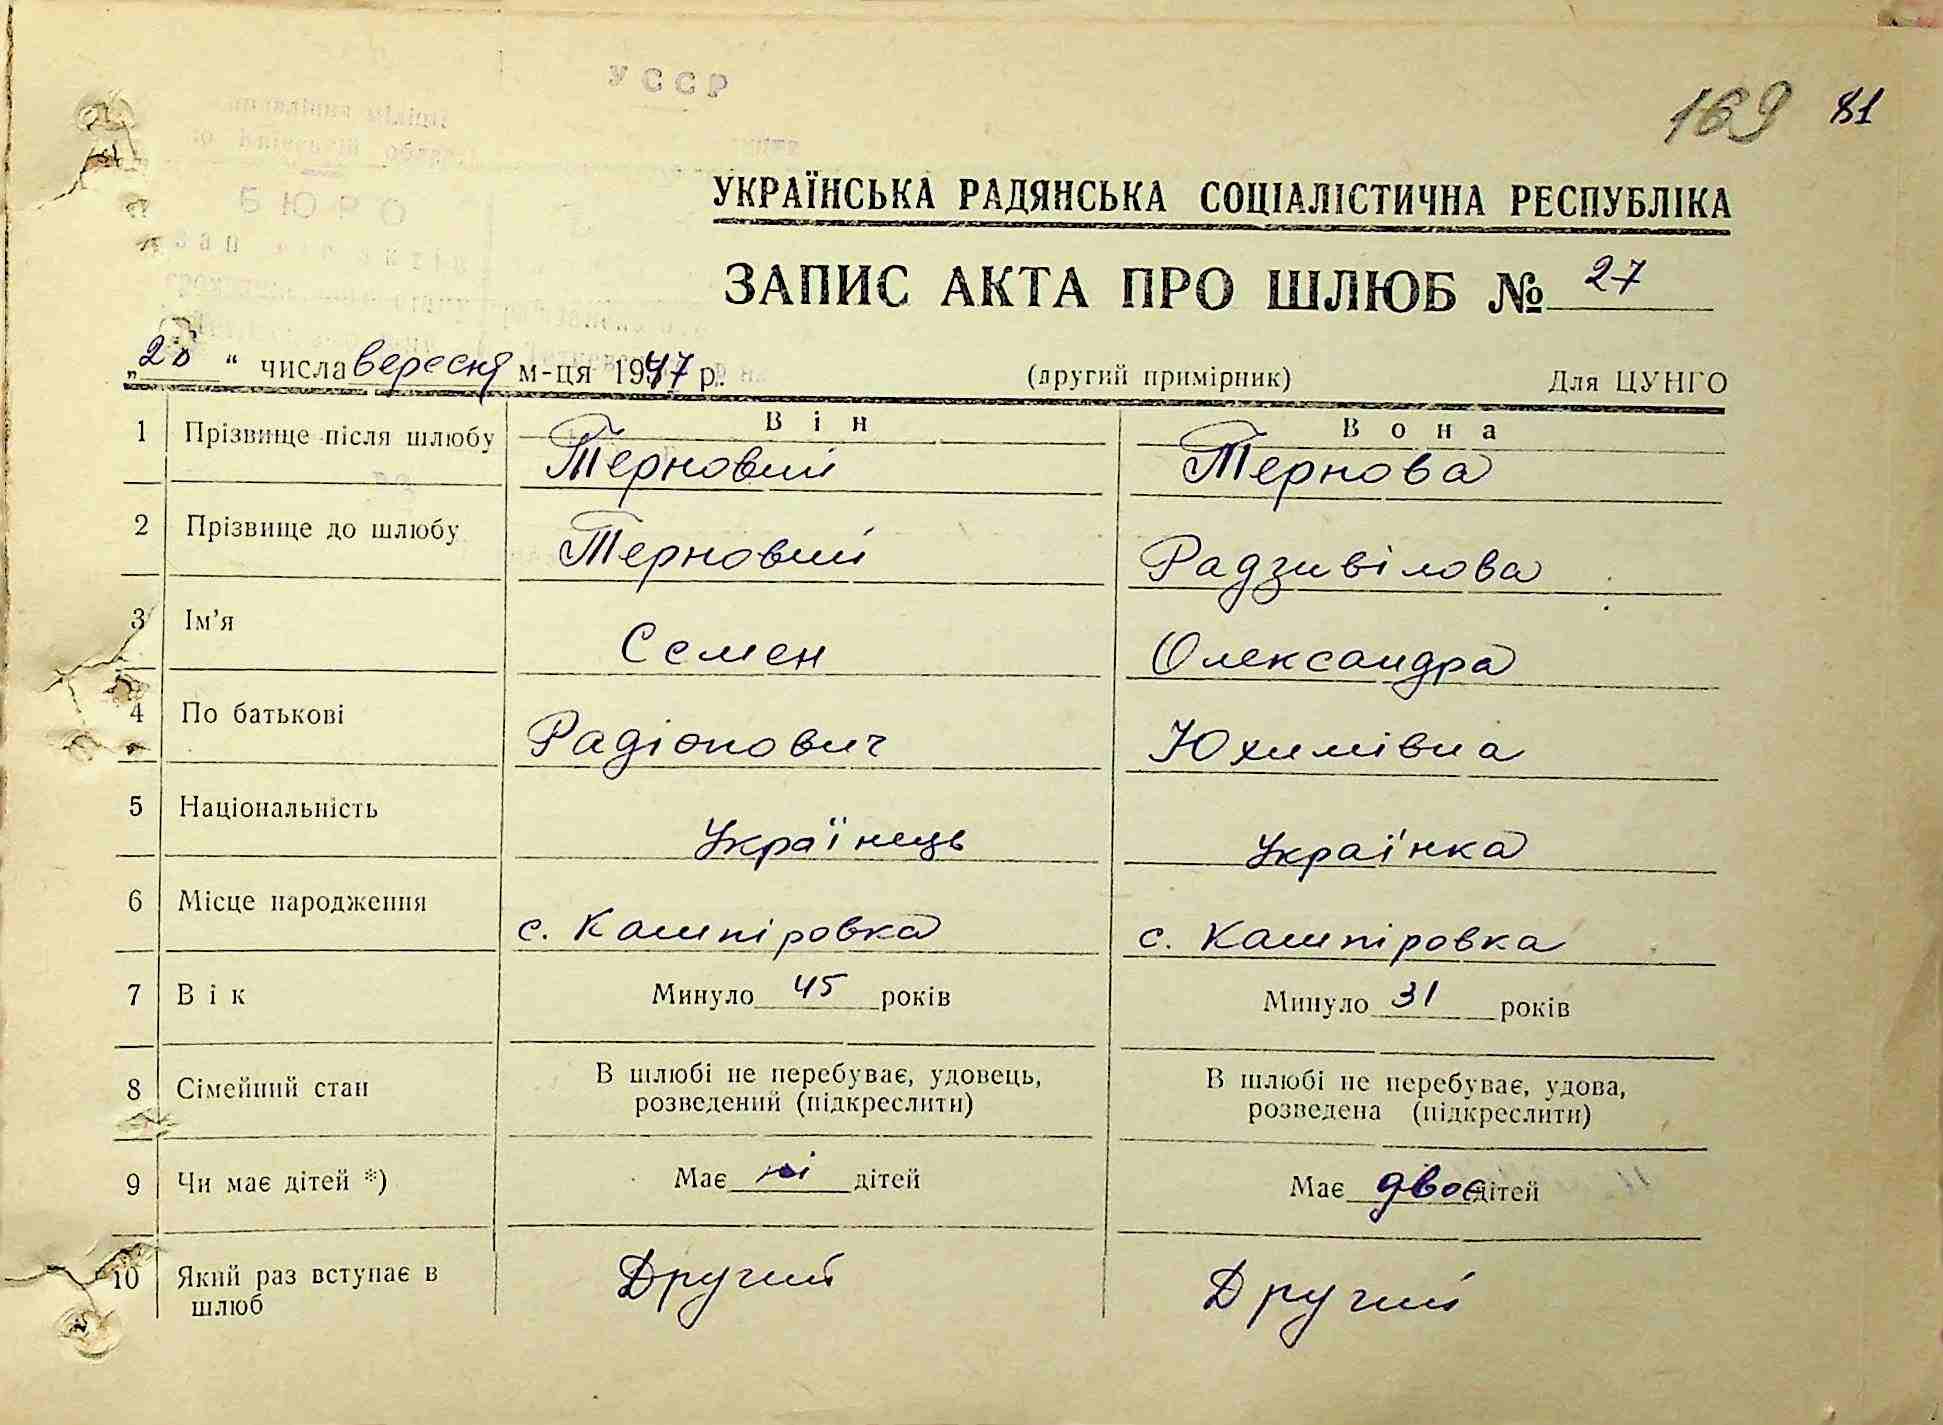 УССР
169 81
БЮРО
УКРАЇНСЬКА РАДЯНСЬКА СОЦІАЛІСТИЧНА РЕСПУБЛІКА
ЗАПИС АКТА ПРО ШЛЮБ № 27
„ “ числа вересня м-ця 1947 р. (другий примірник) Для ЦУНГО
Він Вона
1 Прізвище після шлюбу Терновий Тернова
2 Прізвище до шлюбу Терновий Радзивілова
3 Ім’я Семен Олександра
4 По батькові Радіонович Юхимівна
5 Національність Українець Українка
6 Місце народження с. Кашпіровка с. Кашпіровка
7 Вік Минуло 45 років Минуло 31 років
8 Сімейний стан В шлюбі не перебуває, удовець, В шлюбі не перебуває, удова,
розведений (підкреслити) розведена (підкреслити)
9 Чи має дітей *) Має ні дітей Має двоє дітей
10 Який раз вступає в Другий Другий
шлюб